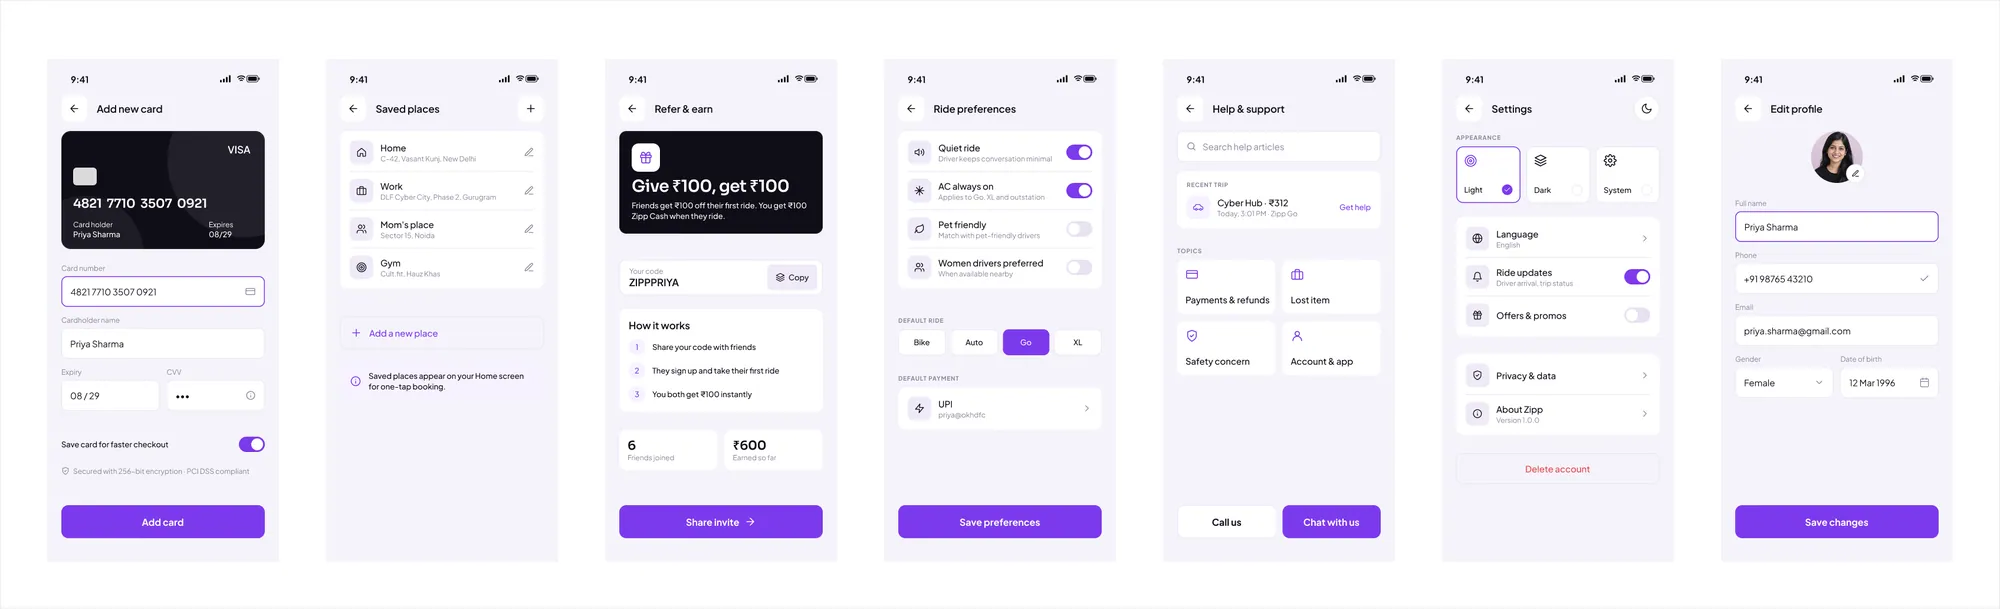 9:41
Add new card
VISA
4821 7710 3507 0921
Card holder
Expires
Priya Sharma
08/29
Card number
4821 7710 3507 0921
Cardholder name
Priya Sharma
Expiry
CVV
08 / 29
•••
Save card for faster checkout
Secured with 256-bit encryption · PCI DSS compliant
Add card
9:41
Saved places
Home
C-42, Vasant Kunj, New Delhi
Work
DLF Cyber City, Phase 2, Gurugram
Mom's place
Sector 15, Noida
Gym
Cult.fit, Hauz Khas
Add a new place
Saved places appear on your Home screen
for one-tap booking.
9:41
Refer & earn
Give ₹100, get ₹100
Friends get ₹100 off their first ride. You get ₹100
Zipp Cash when they ride.
Your code
ZIPPPRIYA
Copy
How it works
1 Share your code with friends
2 They sign up and take their first ride
3 You both get ₹100 instantly
6
Friends joined
₹600
Earned so far
Share invite
9:41
Ride preferences
Quiet ride
Driver keeps conversation minimal
AC always on
Applies to Go, XL and outstation
Pet friendly
Match with pet-friendly drivers
Women drivers preferred
When available nearby
DEFAULT RIDE
Bike
Auto
Go
XL
DEFAULT PAYMENT
UPI
priya@okhdfc
Save preferences
9:41
Help & support
Search help articles
RECENT TRIP
Cyber Hub · ₹312
Today, 3:01 PM · Zipp Go
Get help
TOPICS
Payments & refunds
Lost item
Safety concern
Account & app
Call us
Chat with us
9:41
Settings
APPEARANCE
Light
Dark
System
Language
English
Ride updates
Driver arrival, trip status
Offers & promos
Privacy & data
About Zipp
Version 1.0.0
Delete account
9:41
Edit profile
Full name
Priya Sharma
Phone
+91 98765 43210
Email
priya.sharma@gmail.com
Gender
Date of birth
Female
12 Mar 1996
Save changes